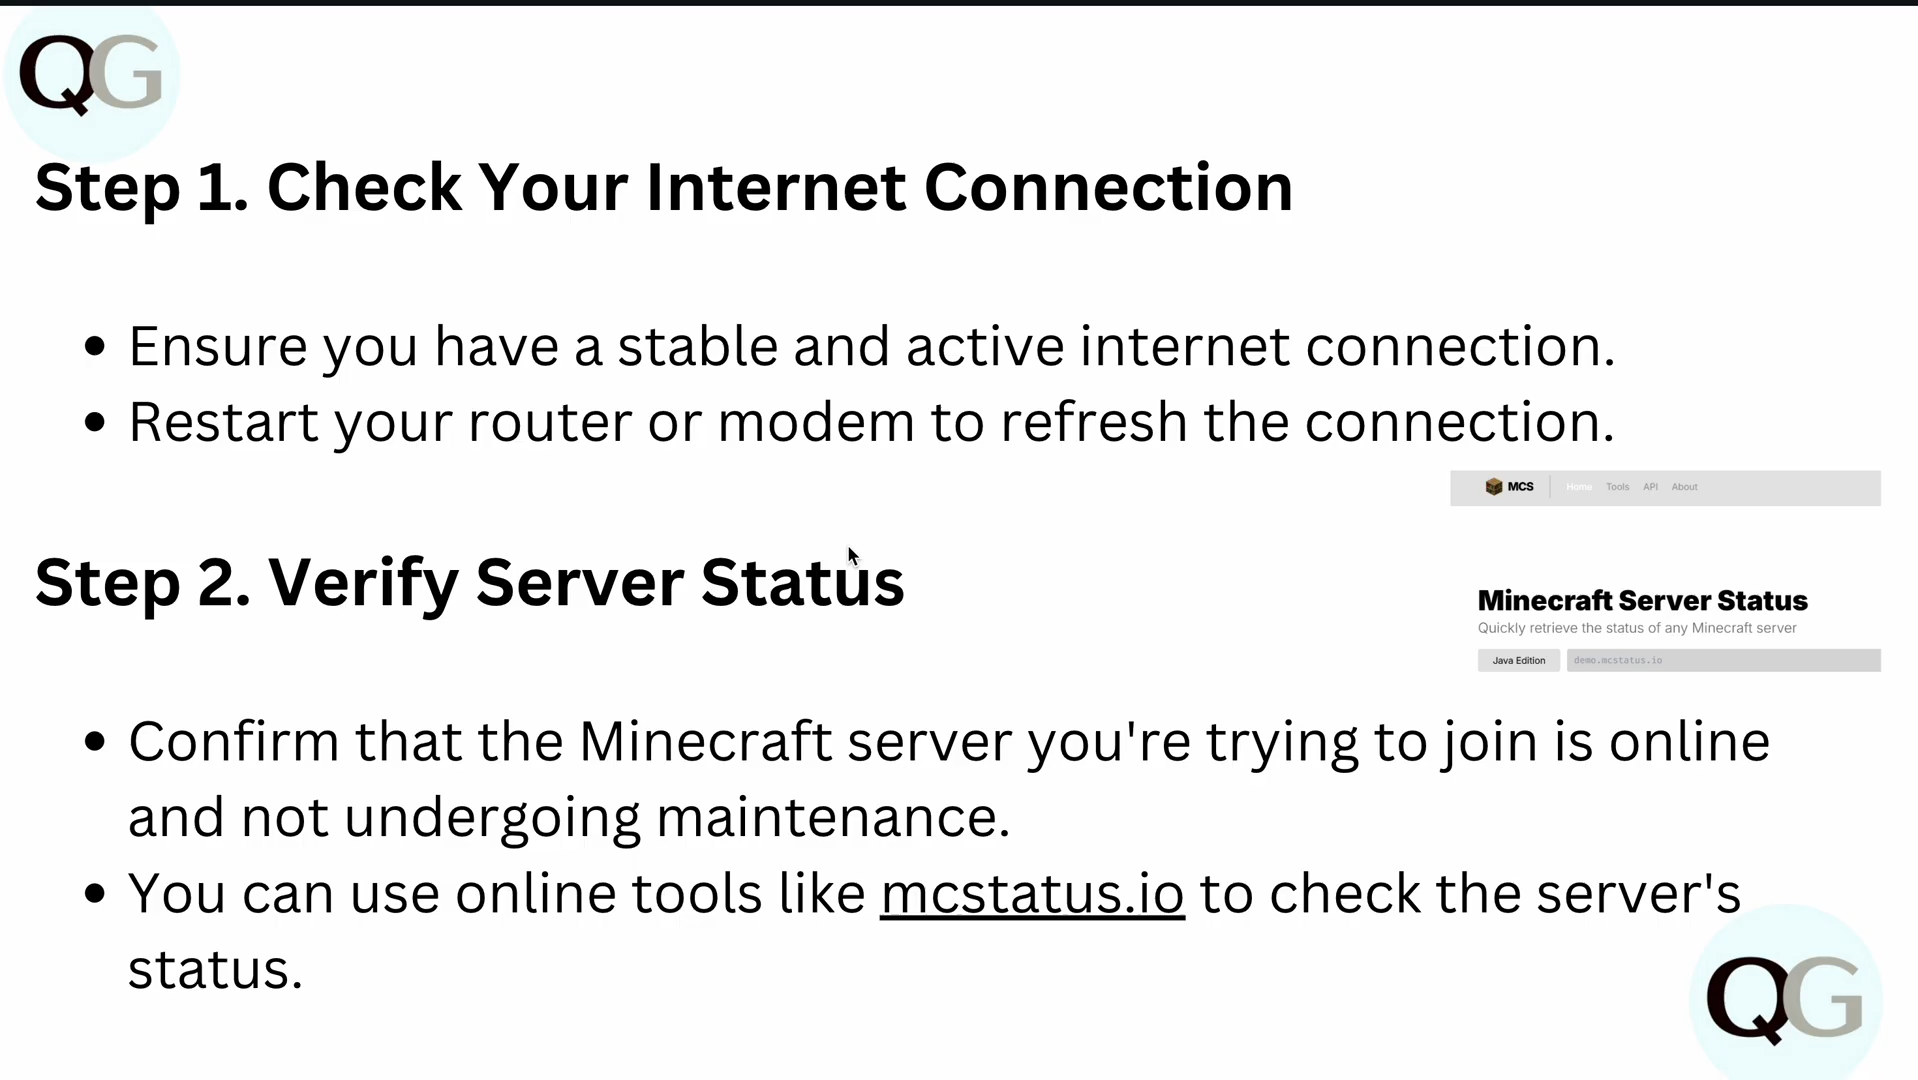 QG
Step 1. Check Your Internet Connection
• Ensure you have a stable and active internet connection.
• Restart your router or modem to refresh the connection.
MCS Home Tools API About
Step 2. Verify Server Status
Minecraft Server Status
Quickly retrieve the status of any Minecraft server
Java Edition demo.mcstatus.io
• Confirm that the Minecraft server you're trying to join is online
and not undergoing maintenance.
• You can use online tools like mcstatus.io to check the server's
status.
QG